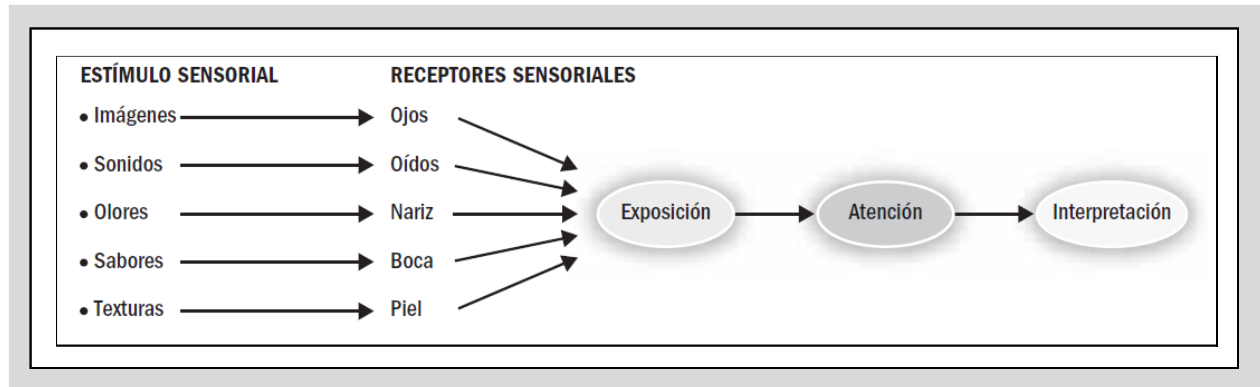 ESTÍMULO SENSORIAL RECEPTORES SENSORIALES
• Imágenes Ojos
• Sonidos Oídos
• Olores Nariz Exposición Atención Interpretación
• Sabores Boca
• Texturas Piel